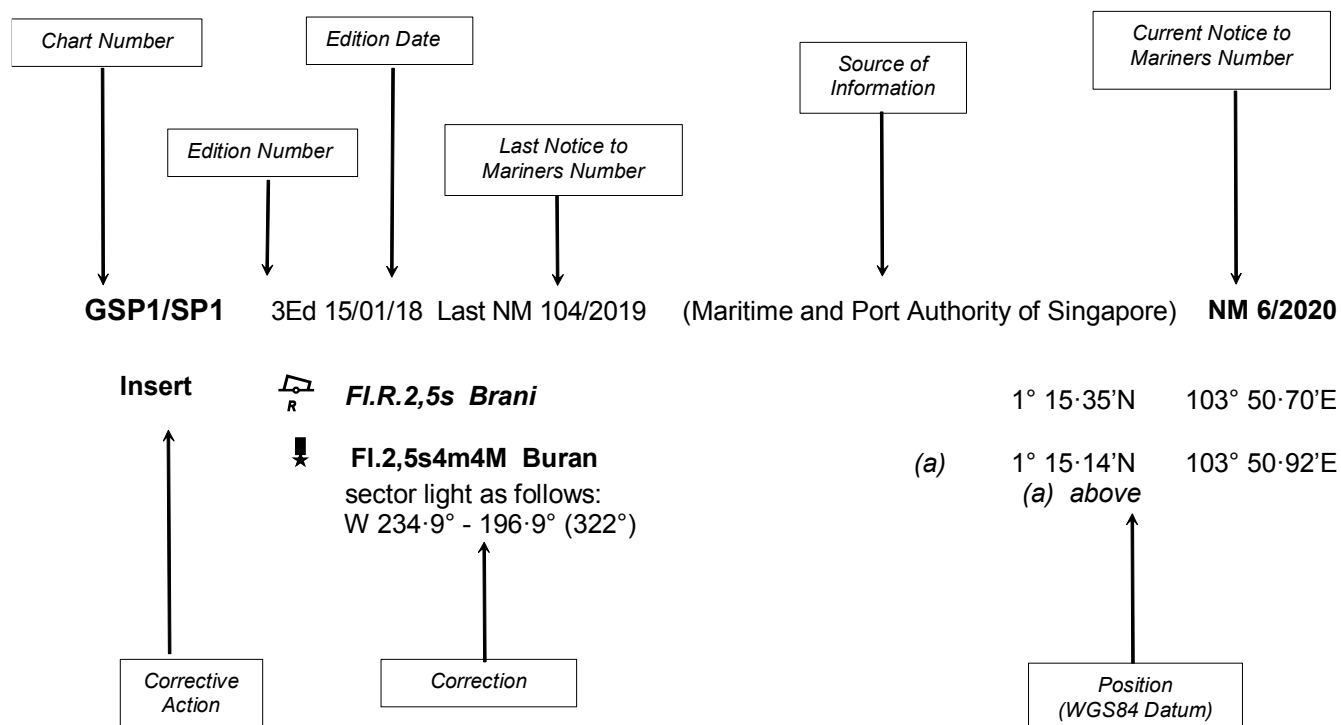 Chart Number
Edition Date
Current Notice to
Mariners Number
Source of
Information
Edition Number
Last Notice to
Mariners Number
GSP1/SP1 3Ed 15/01/18 Last NM 104/2019 (Maritime and Port Authority of Singapore) NM 6/2020
Insert R Fl.R.2,5s Brani 1° 15·35’N 103° 50·70’E
Fl.2,5s4m4M Buran (a) 1° 15·14’N 103° 50·92’E
sector light as follows: (a) above
W 234·9° - 196·9° (322°)
Corrective
Action
Correction
Position
(WGS84 Datum)